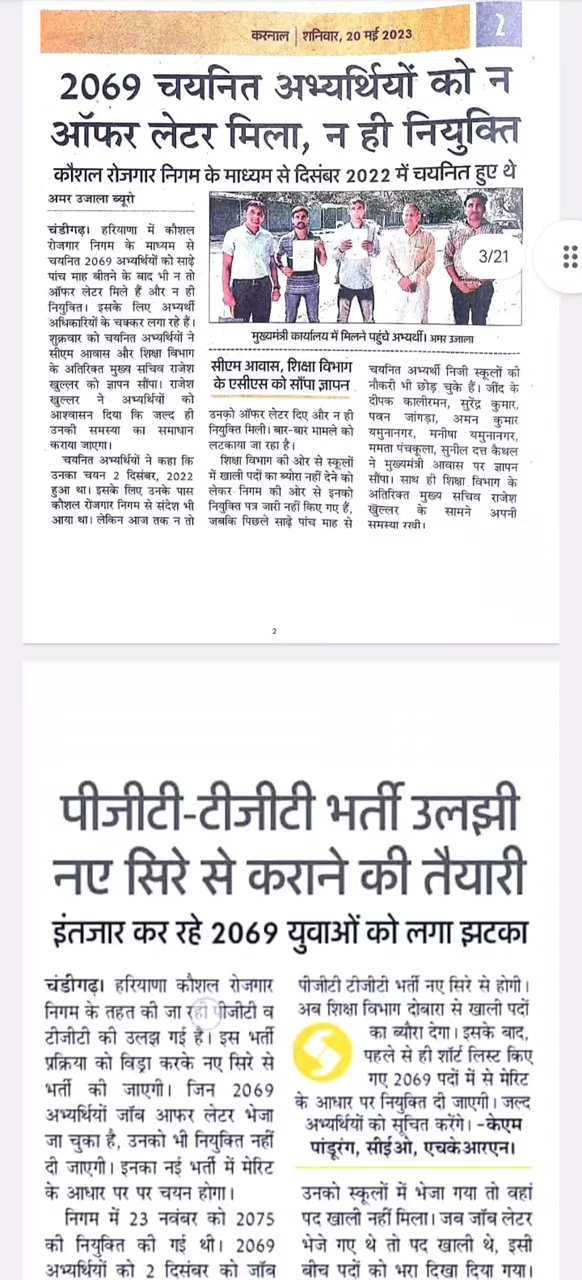 करनाल | शनिवार, 20 मई 2023
2
2069 चयनित अभ्यर्थियों को न
ऑफर लेटर मिला, न ही नियुक्ति
कौशल रोजगार निगम के माध्यम से दिसंबर 2022 में चयनित हुए थे
अमर उजाला ब्यूरो
चंडीगढ़। हरियाणा में कौशल
रोजगार निगम के माध्यम से
चयनित 2069 अभ्यर्थियों को साढ़े
पांच माह बीतने के बाद भी न तो
ऑफर लेटर मिले हैं और न ही
नियुक्ति। इसके लिए अभ्यर्थी
अधिकारियों के चक्कर लगा रहे हैं।
शुक्रवार को चयनित अभ्यर्थियों ने
सीएम आवास और शिक्षा विभाग
के अतिरिक्त मुख्य सचिव राजेश
खुल्लर को ज्ञापन सौंपा। राजेश
खुल्लर ने अभ्यर्थियों को
आश्वासन दिया कि जल्द ही
उनकी समस्या का समाधान
कराया जाएगा।
चयनित अभ्यर्थियों ने कहा कि
उनका चयन 2 दिसंबर, 2022
हुआ था। इसके लिए उनके पास
कौशल रोजगार निगम से संदेश भी
आया था। लेकिन आज तक न तो
3/21
मुख्यमंत्री कार्यालय में मिलने पहुंचे अभ्यर्थी। अमर उजाला
सीएम आवास, शिक्षा विभाग
के एसीएस को सौंपा ज्ञापन
उनको ऑफर लेटर दिए और न ही
नियुक्ति मिली। बार-बार मामले को
लटकाया जा रहा है।
शिक्षा विभाग की ओर से स्कूलों
में खाली पदों का ब्योरा नहीं देने को
लेकर निगम की ओर से इनको
नियुक्ति पत्र जारी नहीं किए गए हैं,
जबकि पिछले साढ़े पांच माह से
चयनित अभ्यर्थी निजी स्कूलों की
नौकरी भी छोड़ चुके हैं। जींद के
दीपक कालीरमन, सुरेंद्र कुमार,
पवन जांगड़ा, अमन कुमार
यमुनानगर, मनीषा यमुनानगर,
ममता पंचकूला, सुनील दत्त कैथल
ने मुख्यमंत्री आवास पर ज्ञापन
सौंपा। साथ ही शिक्षा विभाग के
अतिरिक्त मुख्य सचिव राजेश
खुल्लर के सामने अपनी
समस्या रखी।
2
पीजीटी-टीजीटी भर्ती उलझी
नए सिरे से कराने की तैयारी
इंतजार कर रहे 2069 युवाओं को लगा झटका
चंडीगढ़। हरियाणा कौशल रोजगार
निगम के तहत की जा रही पीजीटी व
टीजीटी की उलझ गई है। इस भर्ती
प्रक्रिया को विड्रा करके नए सिरे से
भर्ती की जाएगी। जिन 2069
अभ्यर्थियों जॉब आफर लेटर भेजा
जा चुका है, उनको भी नियुक्ति नहीं
दी जाएगी। इनका नई भर्ती में मेरिट
के आधार पर पर चयन होगा।
निगम में 23 नवंबर को 2075
की नियुक्ति की गई थी। 2069
अभ्यर्थियों को 2 दिसंबर को जॉब
पीजीटी टीजीटी भर्ती नए सिरे से होगी।
अब शिक्षा विभाग दोबारा से खाली पदों
का ब्यौरा देगा। इसके बाद,
पहले से ही शॉर्ट लिस्ट किए
गए 2069 पदों में से मेरिट
के आधार पर नियुक्ति दी जाएगी। जल्द
अभ्यर्थियों को सूचित करेंगे। -केएम
पांडूरंग, सीईओ, एचकेआरएन।
उनको स्कूलों में भेजा गया तो वहां
पद खाली नहीं मिला। जब जॉब लेटर
भेजे गए थे तो पद खाली थे, इसी
बीच पदों को भरा दिखा दिया गया।